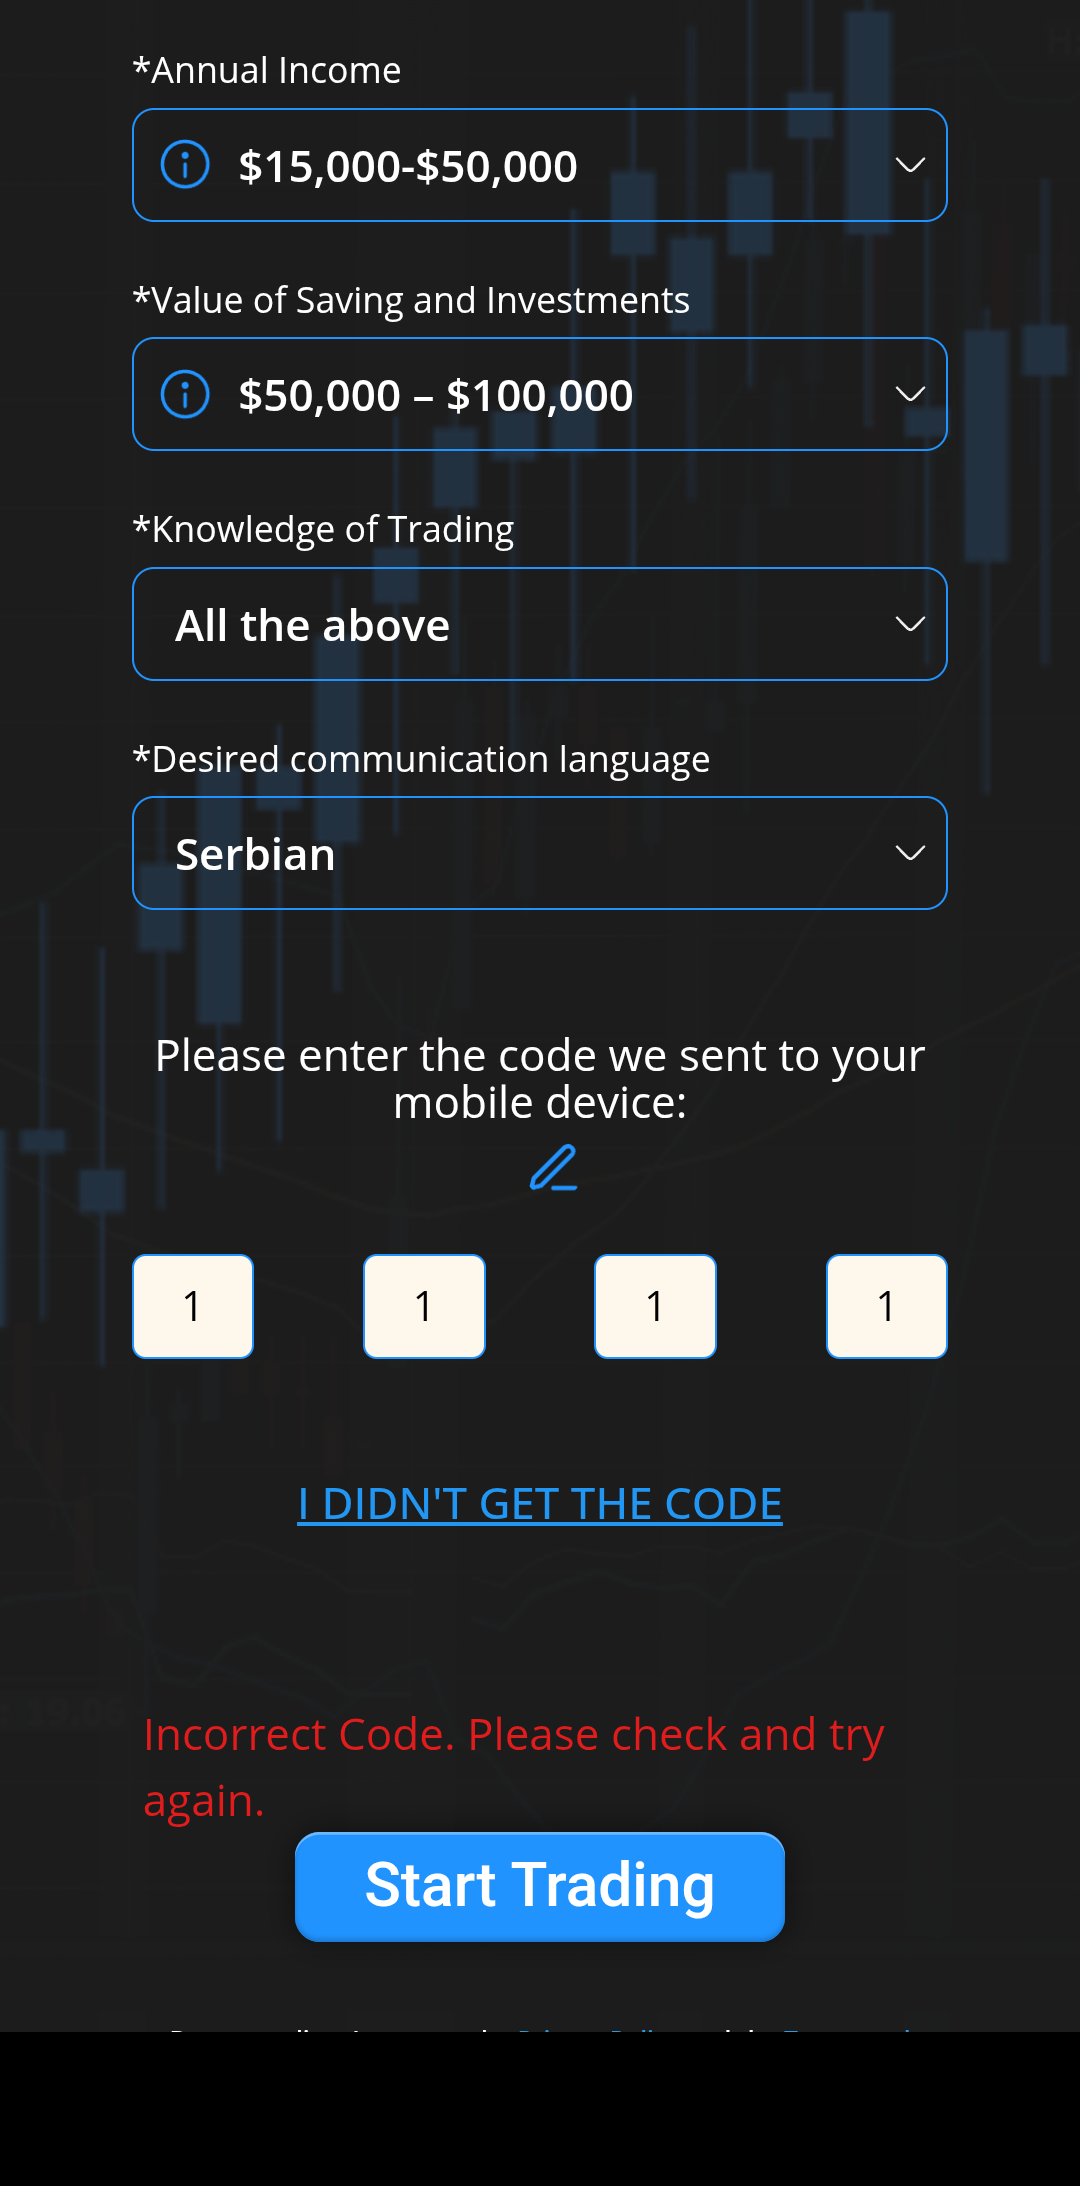 *Annual Income
$15,000-$50,000
*Value of Saving and Investments
$50,000 – $100,000
*Knowledge of Trading
All the above
*Desired communication language
Serbian
Please enter the code we sent to your
mobile device:
1 1 1 1
I DIDN'T GET THE CODE
Incorrect Code. Please check and try
again.
Start Trading